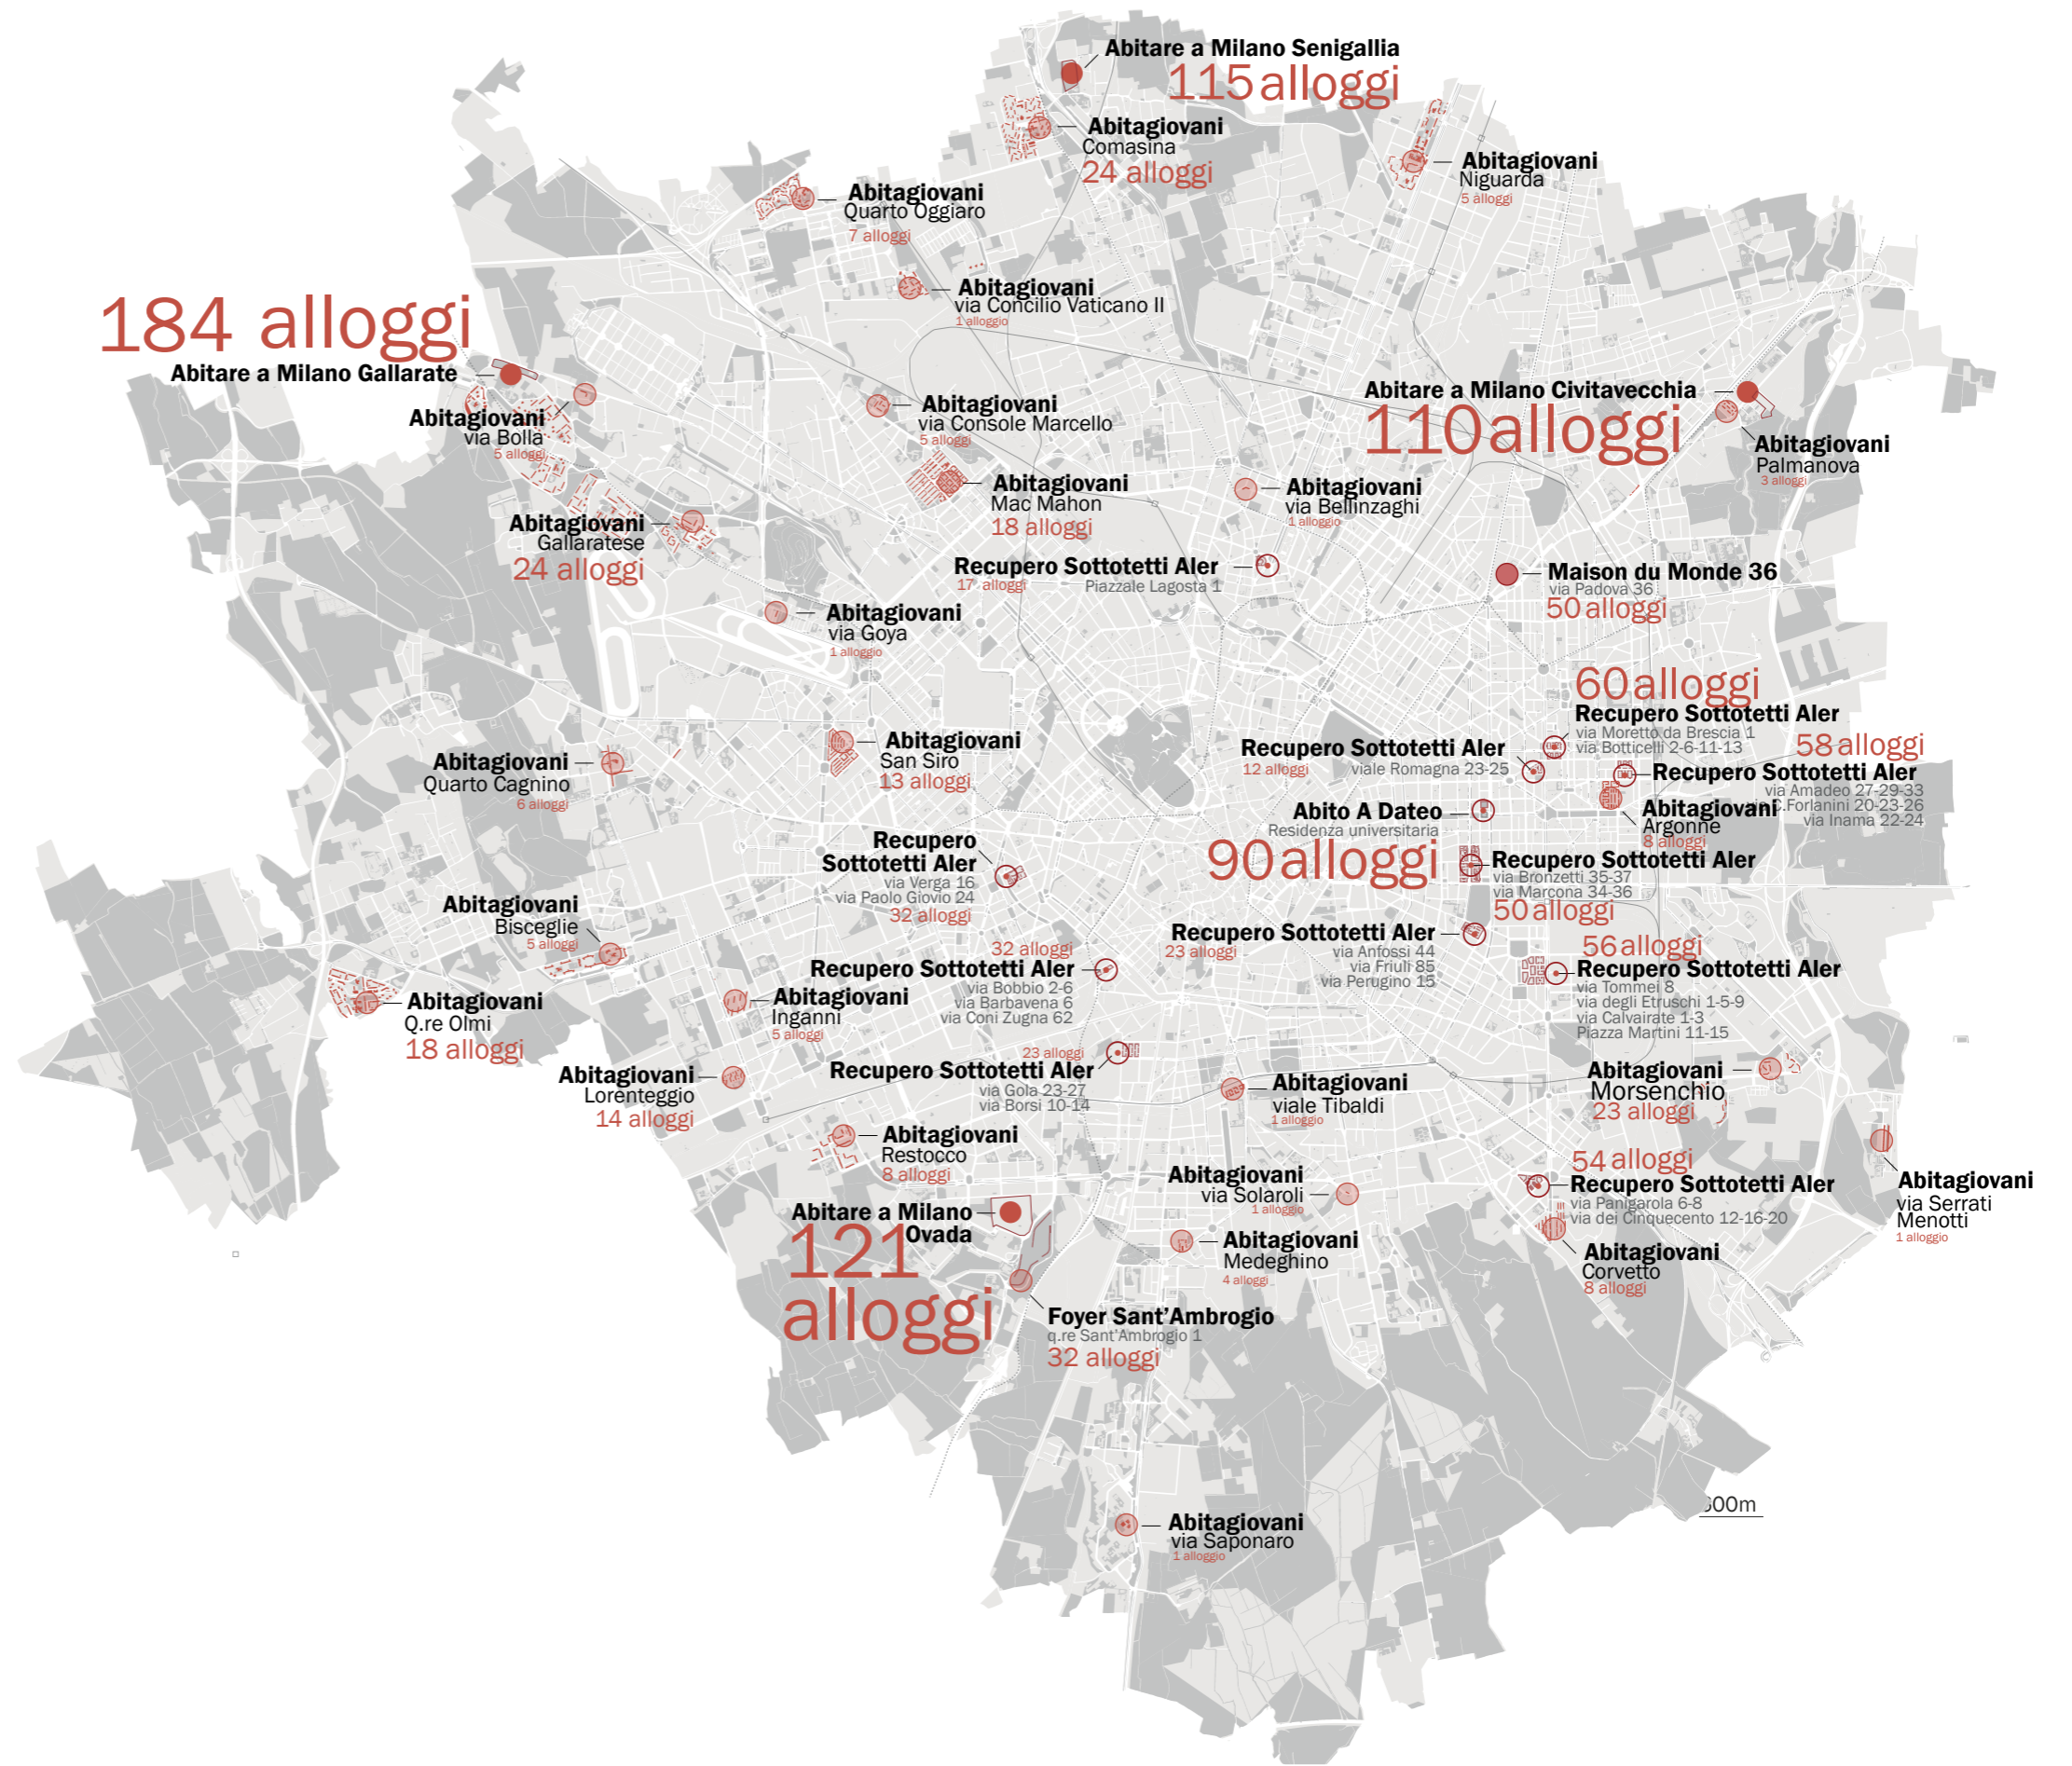 Abitare a Milano Senigallia
115 alloggi
Abitagiovani
Comasina
24 alloggi
Abitagiovani
Niguarda
5 alloggi
Abitagiovani
Quarto Oggiaro
7 alloggi
Abitagiovani
via Concilio Vaticano II
1 alloggio
184 alloggi
Abitare a Milano Gallarate
Abitagiovani
via Bolla
5 alloggi
Abitagiovani
via Console Marcello
5 alloggi
Abitare a Milano Civitavecchia
110 alloggi
Abitagiovani
Palmanova
3 alloggi
Abitagiovani
Mac Mahon
18 alloggi
Abitagiovani
via Bellinzaghi
1 alloggio
Abitagiovani
Gallaratese
24 alloggi
Recupero Sottotetti Aler
17 alloggi Piazzale Lagosta 1
Maison du Monde 36
via Padova 36
50 alloggi
Abitagiovani
via Goya
1 alloggio
60 alloggi
Recupero Sottotetti Aler
via Moretto da Brescia 1
via Botticelli 2-6-11-13
58 alloggi
Recupero Sottotetti Aler
via Amadeo 27-29-33
via C.Forlanini 20-23-26
via Inama 22-24
Recupero Sottotetti Aler
12 alloggi viale Romagna 23-25
Abitagiovani
San Siro
13 alloggi
Abitagiovani
Quarto Cagnino
6 alloggi
Abitagiovani
Argonne
8 alloggi
Abito A Dateo
Residenza universitaria
90 alloggi
Recupero
Sottotetti Aler
via Verga 16
via Paolo Giovio 24
32 alloggi
Recupero Sottotetti Aler
via Bronzetti 35-37
via Marcona 34-36
50 alloggi
Abitagiovani
Bisceglie
5 alloggi
Recupero Sottotetti Aler
23 alloggi via Anfossi 44
via Friuli 85
via Perugino 15
32 alloggi
Recupero Sottotetti Aler
via Bobbio 2-6
via Barbavena 6
via Coni Zugna 62
56 alloggi
Recupero Sottotetti Aler
via Tommei 8
via degli Etruschi 1-5-9
via Calvairate 1-3
Piazza Martini 11-15
Abitagiovani
Q.re Olmi
18 alloggi
Abitagiovani
Inganni
5 alloggi
23 alloggi
Recupero Sottotetti Aler
via Gola 23-27
via Borsi 10-14
Abitagiovani
Lorenteggio
14 alloggi
Abitagiovani
viale Tibaldi
1 alloggio
Abitagiovani
Morsenchio
23 alloggi
Abitagiovani
Restocco
8 alloggi
54 alloggi
Recupero Sottotetti Aler
via Panigarola 6-8
via dei Cinquecento 12-16-20
Abitagiovani
via Solaroli
1 alloggio
Abitagiovani
via Serrati
Menotti
1 alloggio
Abitare a Milano
Ovada
121
alloggi
Abitagiovani
Medeghino
4 alloggi
Abitagiovani
Corvetto
8 alloggi
Foyer Sant'Ambrogio
q.re Sant'Ambrogio 1
32 alloggi
Abitagiovani
via Saponaro
1 alloggio